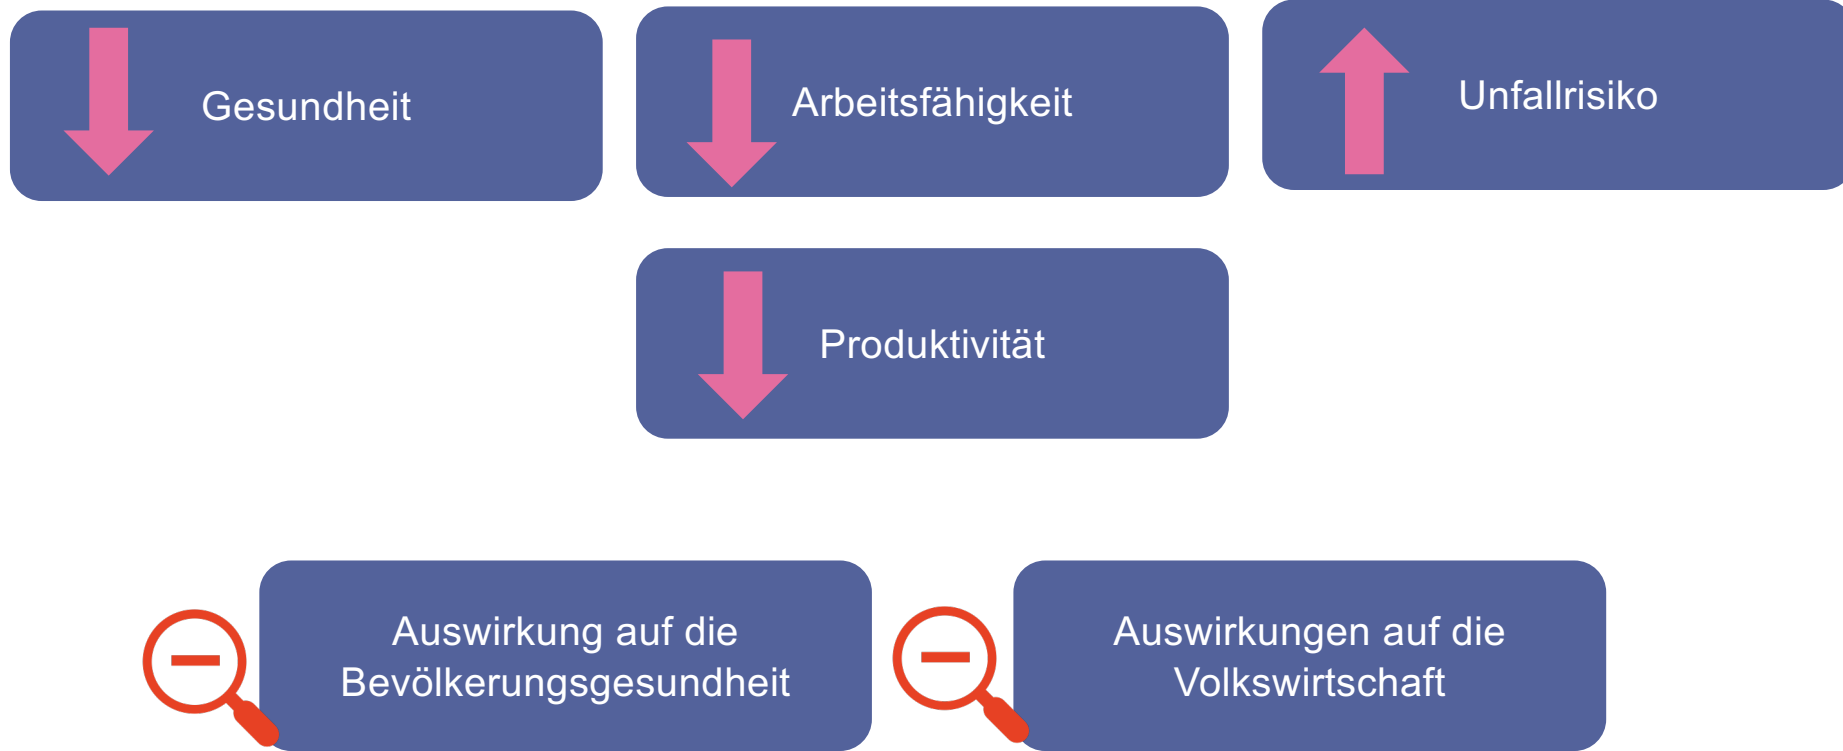 Gesundheit
Arbeitsfähigkeit
Unfallrisiko
Produktivität
Auswirkung auf die
Bevölkerungsgesundheit
Auswirkungen auf die
Volkswirtschaft